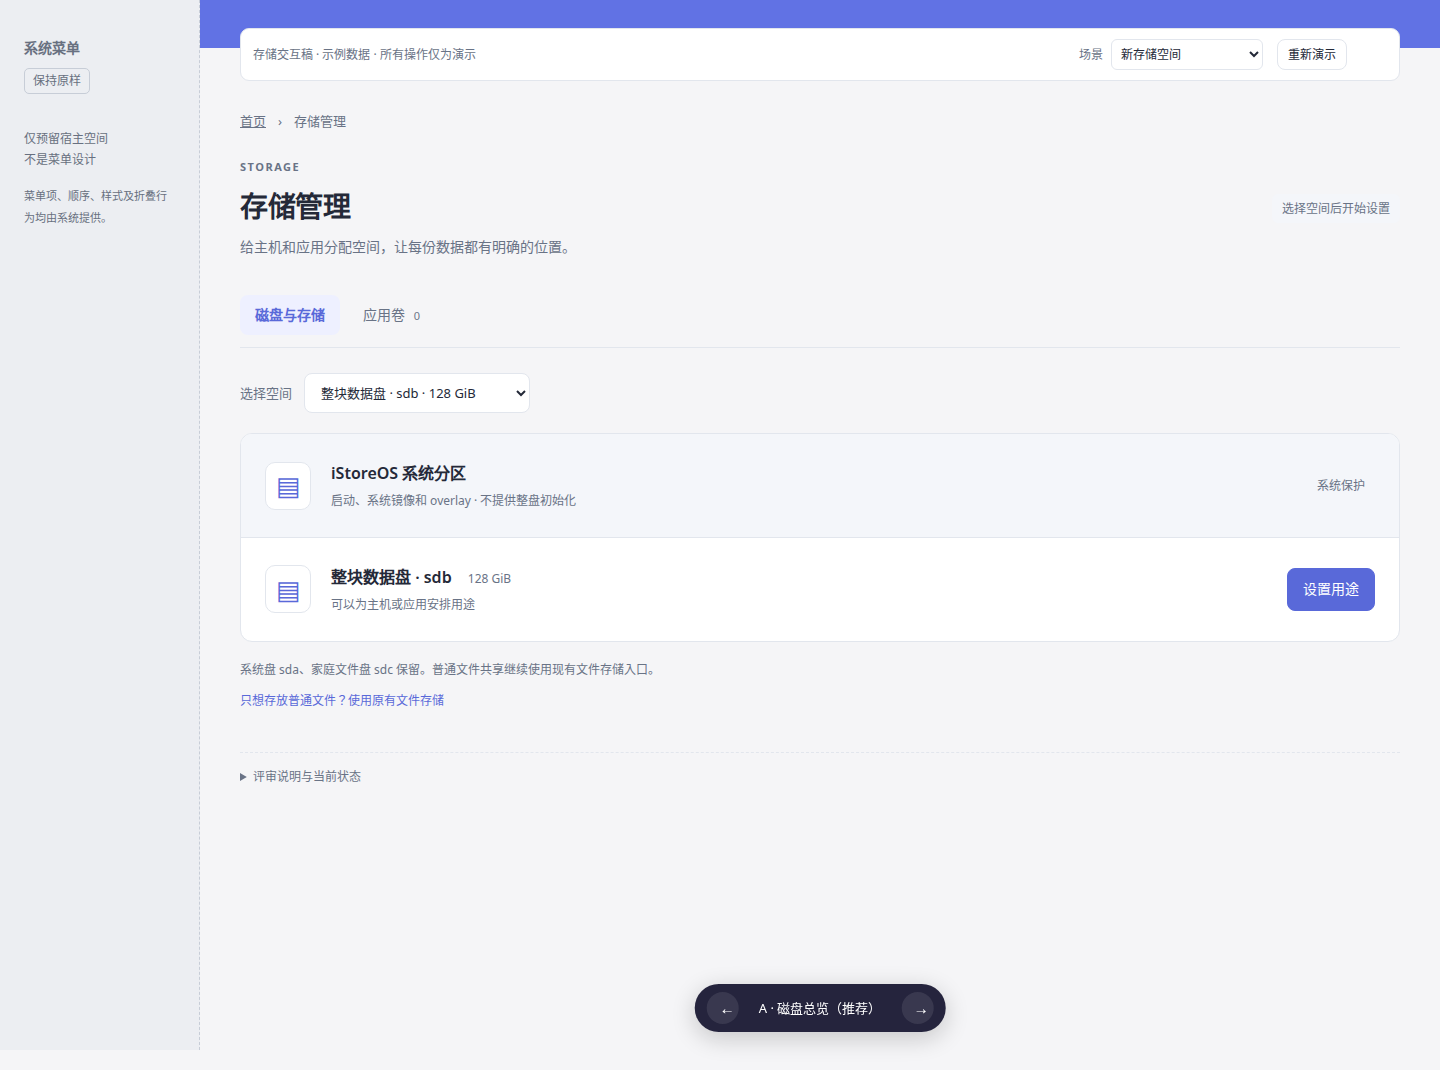 系统菜单
保持原样
仅预留宿主空间
不是菜单设计
菜单项、顺序、样式及折叠行
为均由系统提供。
存储交互稿 · 示例数据 · 所有操作仅为演示
场景
新存储空间
重新演示
首页 › 存储管理
STORAGE
存储管理
选择空间后开始设置
给主机和应用分配空间，让每份数据都有明确的位置。
磁盘与存储
应用卷 0
选择空间
整块数据盘 · sdb · 128 GiB
iStoreOS 系统分区
启动、系统镜像和 overlay · 不提供整盘初始化
系统保护
整块数据盘 · sdb 128 GiB
可以为主机或应用安排用途
设置用途
系统盘 sda、家庭文件盘 sdc 保留。普通文件共享继续使用现有文件存储入口。
只想存放普通文件？使用原有文件存储
▶ 评审说明与当前状态
← A · 磁盘总览（推荐） →